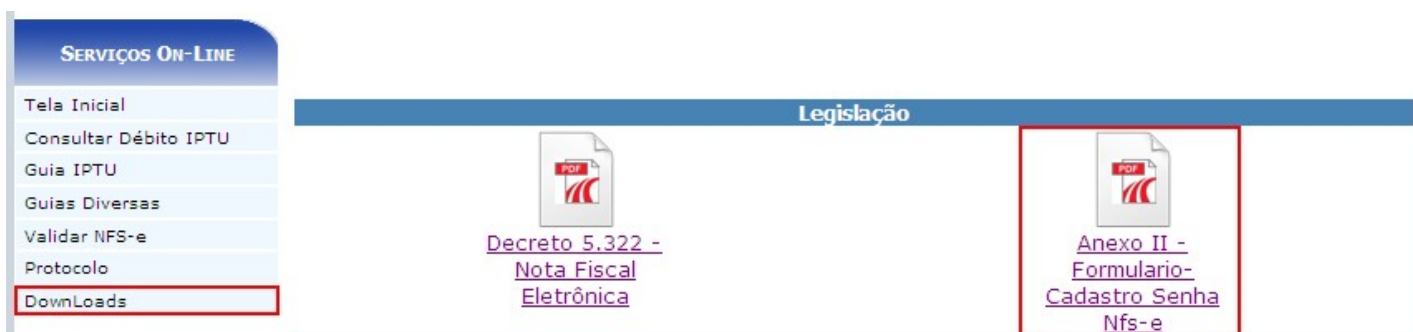 Serviços On-Line
Tela Inicial
Consultar Débito IPTU
Guia IPTU
Guias Diversas
Validar NFS-e
Protocolo
DownLoads
Legislação
PDF
Decreto 5.322 -
Nota Fiscal
Eletrônica
PDF
Anexo II -
Formulario-
Cadastro Senha
Nfs-e